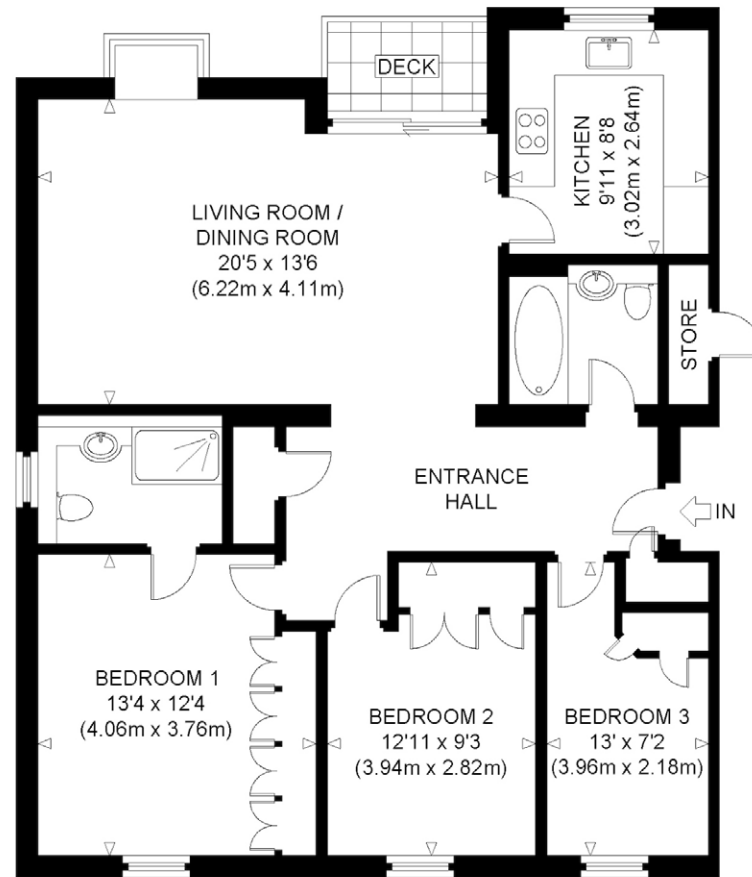 DECK
KITCHEN
9'11 x 8'8
(3.02m x 2.64m)
LIVING ROOM /
DINING ROOM
20'5 x 13'6
(6.22m x 4.11m)
STORE
ENTRANCE
HALL
IN
BEDROOM 1
13'4 x 12'4
(4.06m x 3.76m)
BEDROOM 2
12'11 x 9'3
(3.94m x 2.82m)
BEDROOM 3
13' x 7'2
(3.96m x 2.18m)